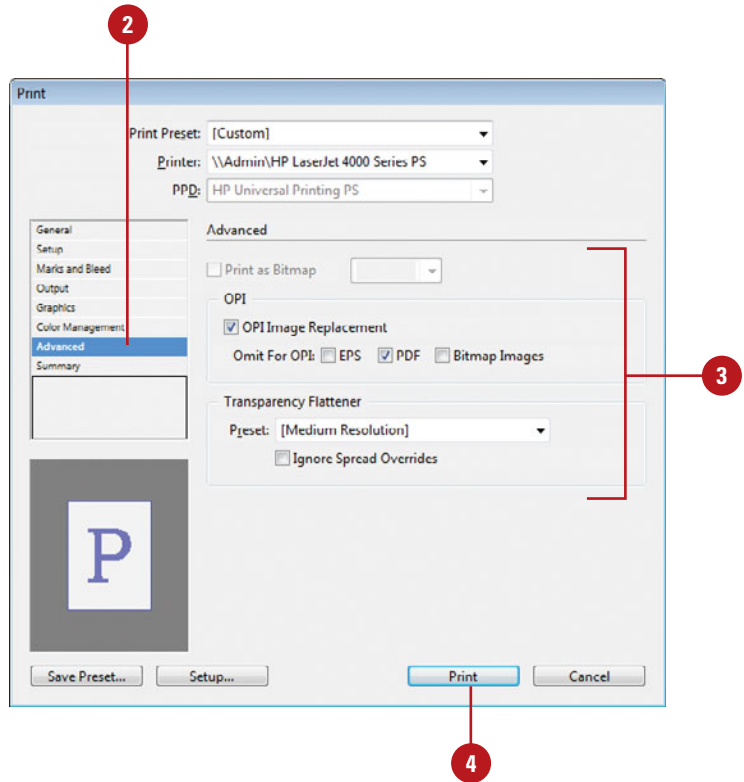 2
Print
Print Preset: [Custom]
Printer: \\Admin\HP LaserJet 4000 Series PS
PPD: HP Universal Printing PS
General
Setup
Marks and Bleed
Output
Graphics
Color Management
Advanced
Summary
Advanced
Print as Bitmap
OPI
OPI Image Replacement
Omit For OPI: EPS PDF Bitmap Images
Transparency Flattener
Preset: [Medium Resolution]
Ignore Spread Overrides
3
P
Save Preset... Setup... Print Cancel
4